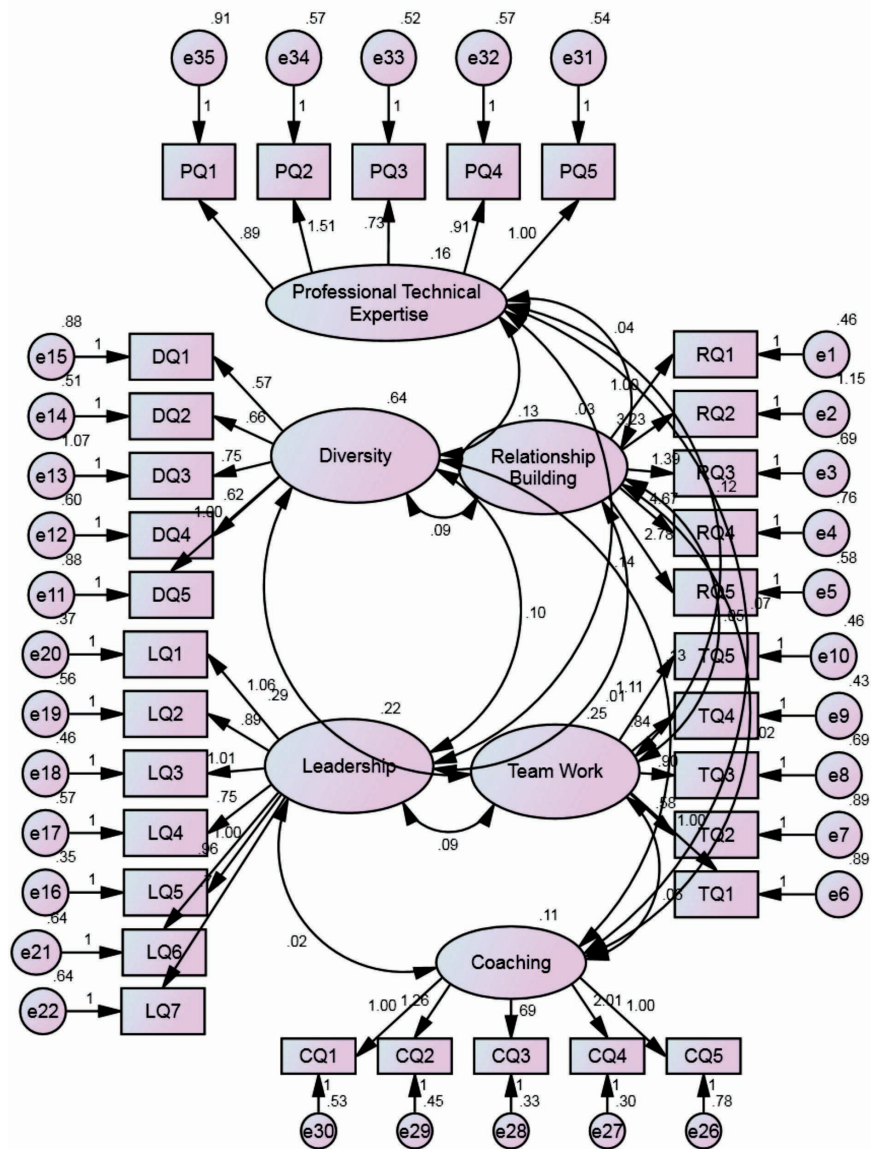 .91 .57 .52 .57 .54
e35 e34 e33 e32 e31
1 1 1 1 1
PQ1 PQ2 PQ3 PQ4 PQ5
.89 1.51 .73 .91 1.00
.16
Professional Technical
Expertise
.04
.88
e15 1 DQ1
.57
.51
e14 1 DQ2
.66
1.07
e13 1 DQ3
.75
.60
e12 1 DQ4
.62
.88
e11 1 DQ5
1.00
.64
Diversity
.13
Relationship
Building
.03
.09
.46
RQ1 1 e1
1.00
1.15
RQ2 1 e2
3.23
.69
RQ3 1 e3
1.39
.12
.76
RQ4 1 e4
4.67
.58
RQ5 1 e5
2.78
.14
.07
.05
.10
.37
e20 1 LQ1
1.06
.29
.56
e19 1 LQ2
.89
.46
e18 1 LQ3
1.01
.57
e17 1 LQ4
.75
.35
e16 1 LQ5
1.00
.96
.64
e21 1 LQ6
.64
e22 1 LQ7
.22
Leadership
.25
Team Work
.01
.09
.46
TQ5 1 e10
1.11
.43
TQ4 1 e9
.84
.02
.69
TQ3 1 e8
.90
.89
TQ2 1 e7
.58
.89
TQ1 1 e6
1.00
.02
.11
Coaching
1.00 1.26 .69 2.01 1.00
CQ1 CQ2 CQ3 CQ4 CQ5
1 1 1 1 1
.53 .45 .33 .30 .78
e30 e29 e28 e27 e26